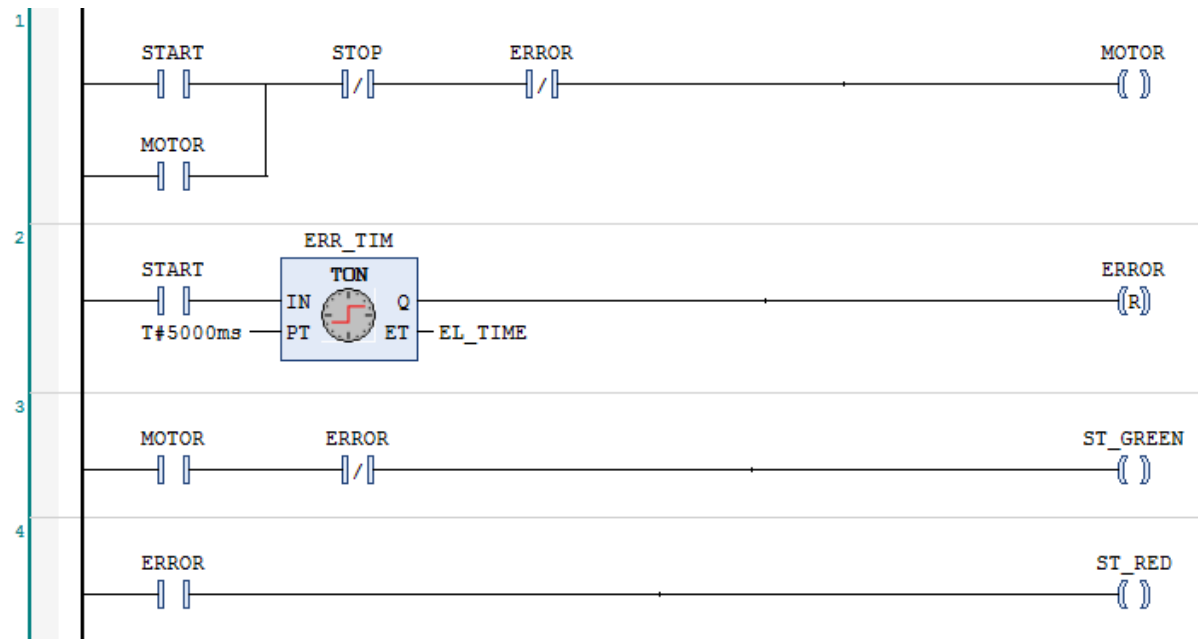 1
START STOP ERROR MOTOR
MOTOR
2
ERR_TIM
START TON ERROR
IN Q R
T#5000ms PT ET EL_TIME
3
MOTOR ERROR ST_GREEN
4
ERROR ST_RED